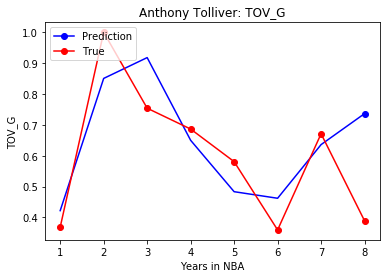 Anthony Tolliver: TOV_G
Prediction
True
1.0
0.9
0.8
0.7
0.6
0.5
0.4
TOV_G
1 2 3 4 5 6 7 8
Years in NBA